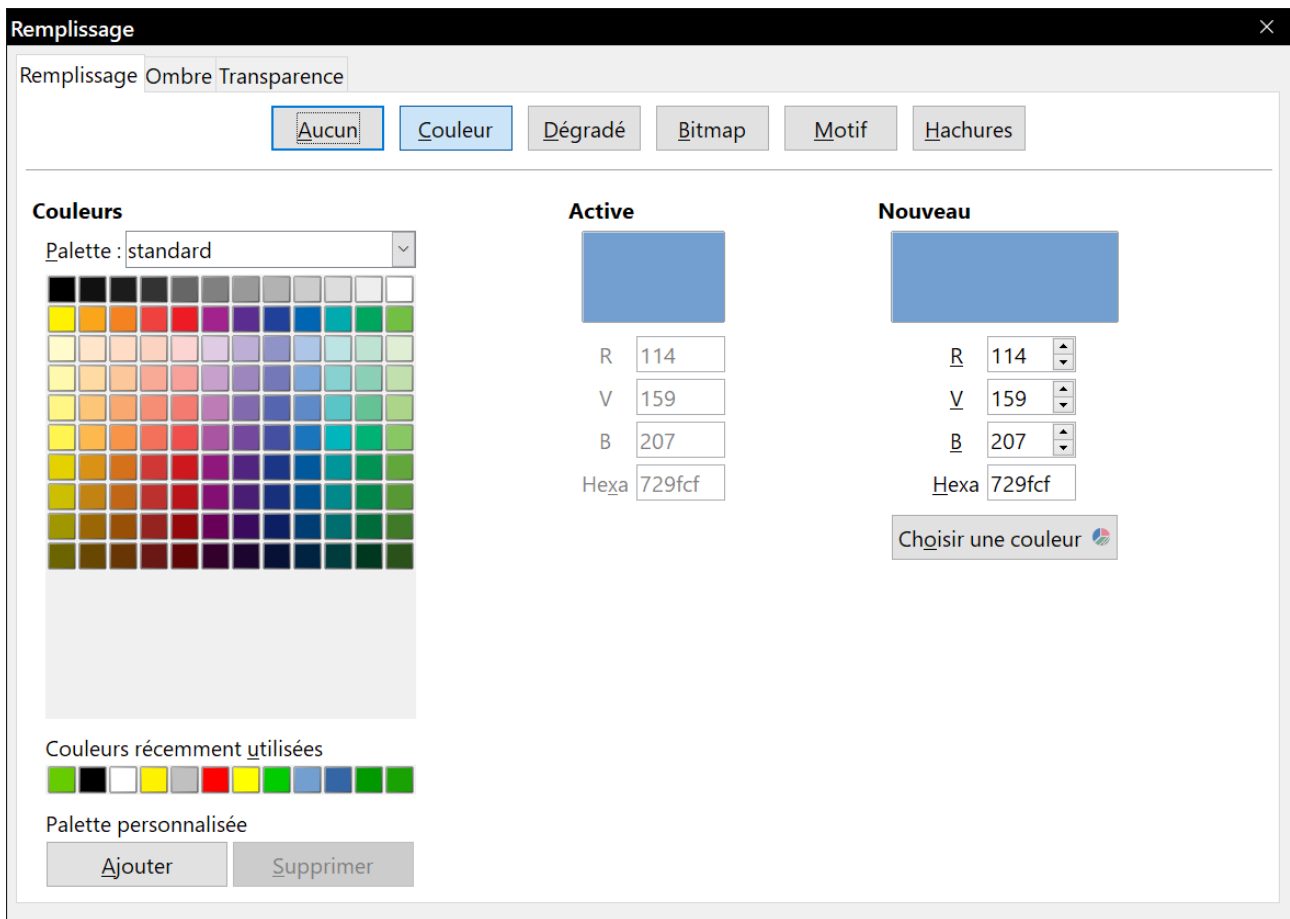 Remplissage
Remplissage Ombre Transparence
Aucun Couleur Dégradé Bitmap Motif Hachures
Couleurs
Palette : standard
Couleurs récemment utilisées
Palette personnalisée
Ajouter Supprimer
Active
R 114
V 159
B 207
Hexa 729fcf
Nouveau
R 114
V 159
B 207
Hexa 729fcf
Choisir une couleur